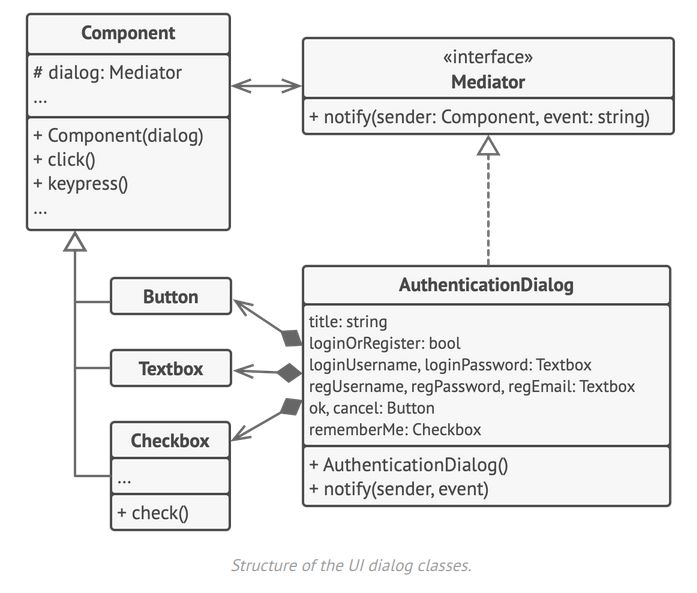 Component
# dialog: Mediator
...
+ Component(dialog)
+ click()
+ keypress()
...
«interface»
Mediator
+ notify(sender: Component, event: string)
Button
Textbox
Checkbox
...
+ check()
AuthenticationDialog
title: string
loginOrRegister: bool
loginUsername, loginPassword: Textbox
regUsername, regPassword, regEmail: Textbox
ok, cancel: Button
rememberMe: Checkbox
+ AuthenticationDialog()
+ notify(sender, event)
Structure of the UI dialog classes.